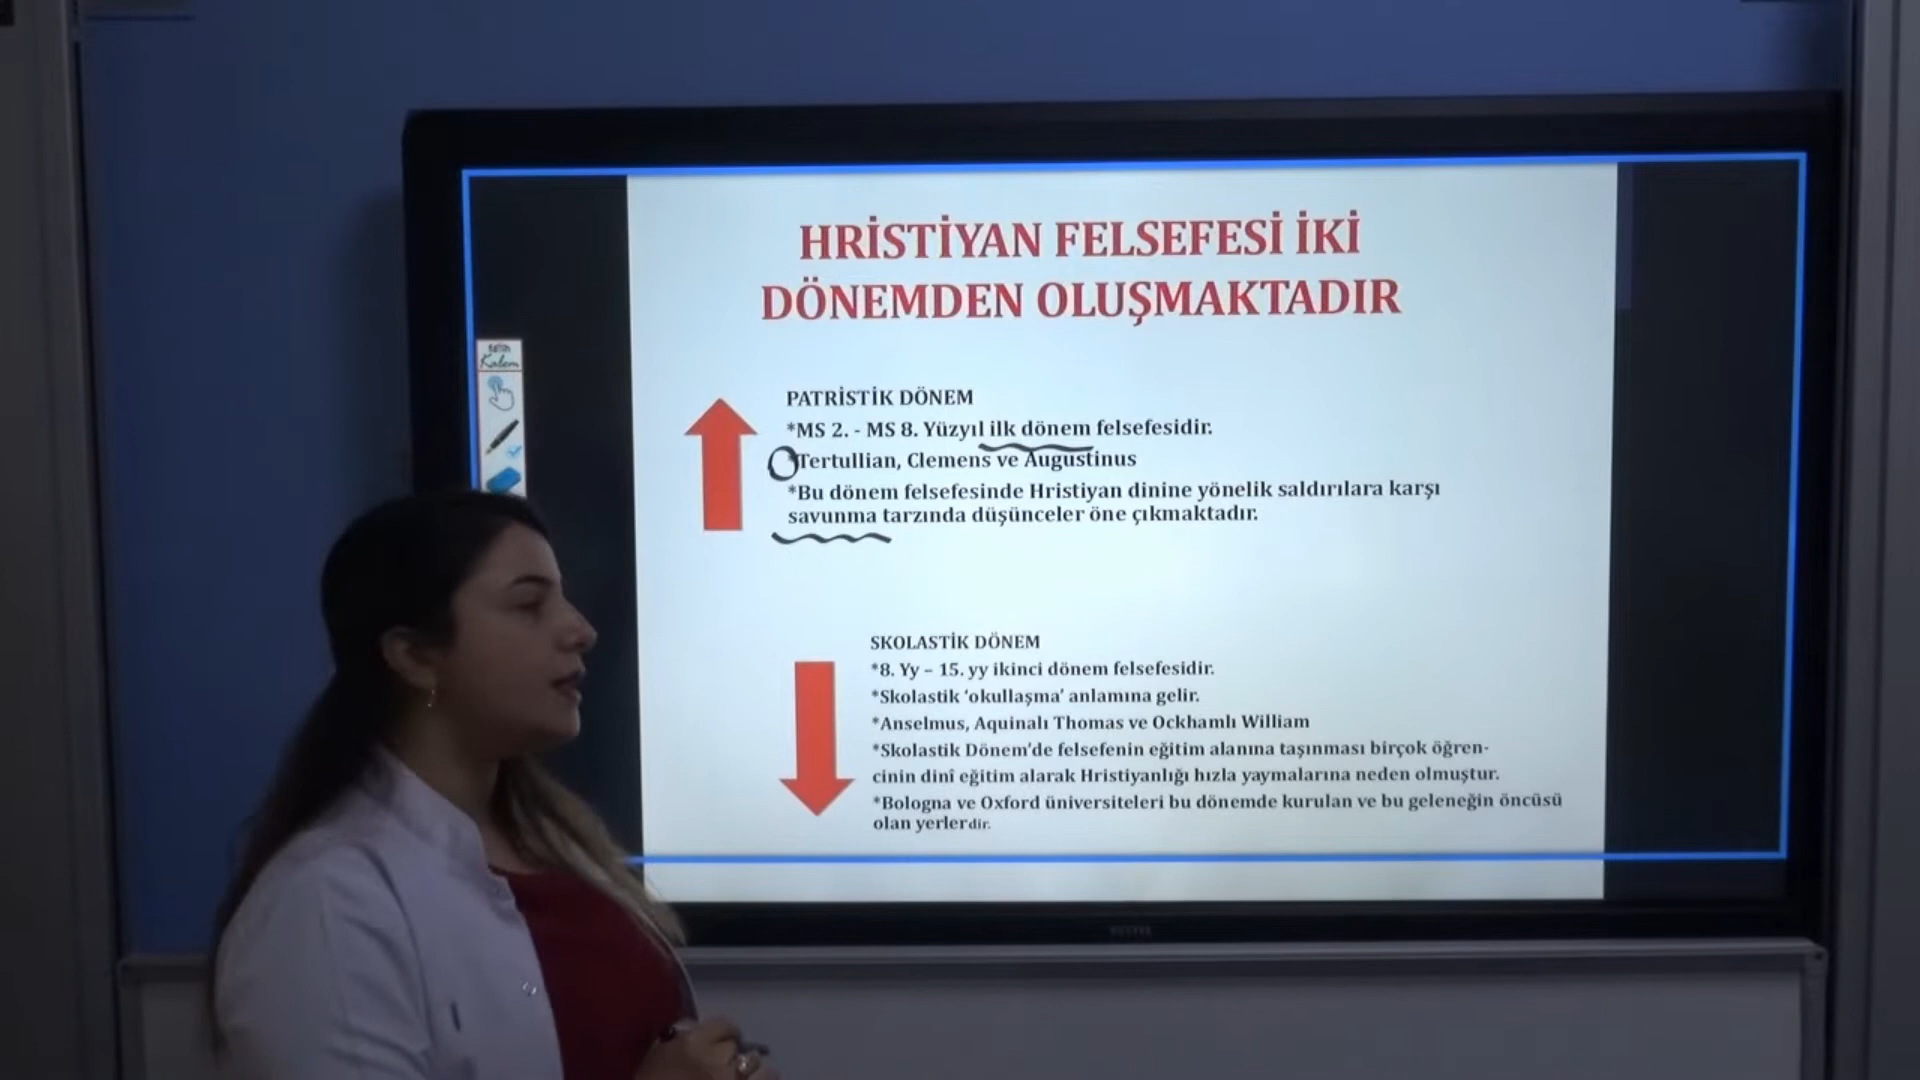 HRİSTİYAN FELSEFESİ İKİ
DÖNEMDEN OLUŞMAKTADIR
Kalem
PATRİSTİK DÖNEM
*MS 2. - MS 8. Yüzyıl ilk dönem felsefesidir.
*Tertullian, Clemens ve Augustinus
*Bu dönem felsefesinde Hristiyan dinine yönelik saldırılara karşı
savunma tarzında düşünceler öne çıkmaktadır.
SKOLASTİK DÖNEM
*8. Yy – 15. yy ikinci dönem felsefesidir.
*Skolastik ‘okullaşma’ anlamına gelir.
*Anselmus, Aquinalı Thomas ve Ockhamlı William
*Skolastik Dönem’de felsefenin eğitim alanına taşınması birçok öğren-
cinin dinî eğitim alarak Hristiyanlığı hızla yaymalarına neden olmuştur.
*Bologna ve Oxford üniversiteleri bu dönemde kurulan ve bu geleneğin öncüsü
olan yerlerdir.